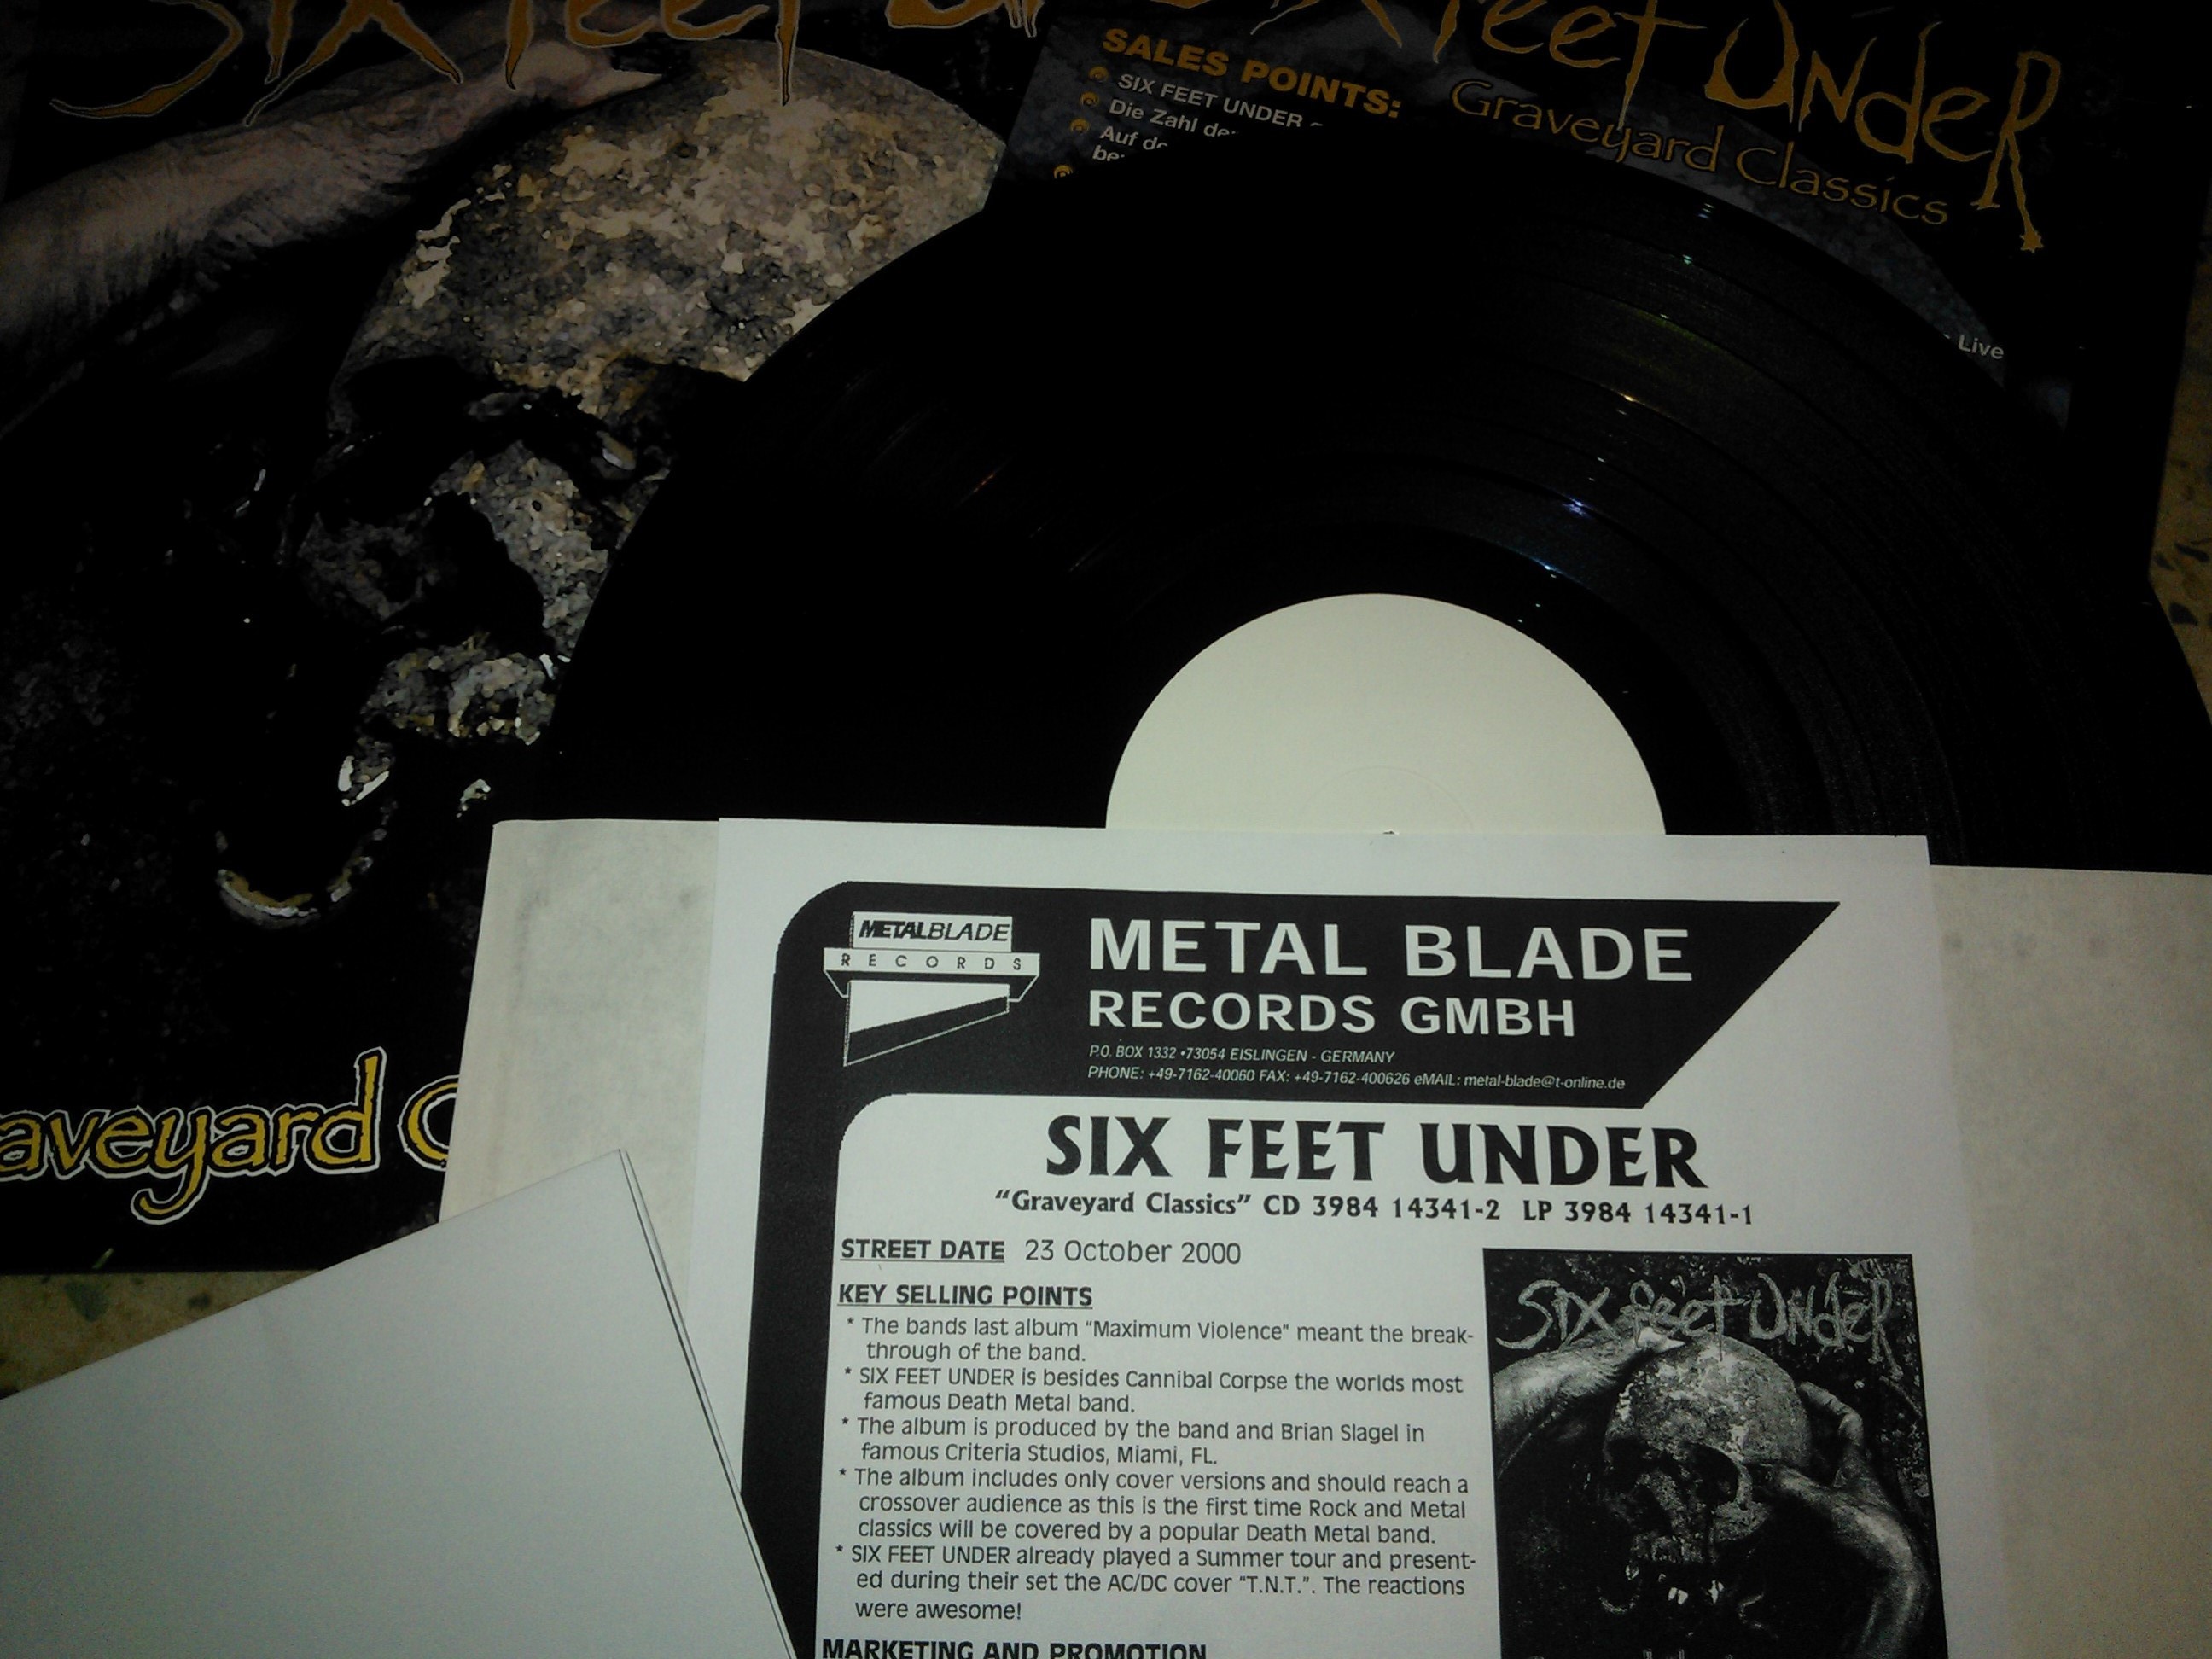 SIX FEET
SIX FEET UNDER
Graveyard Classics
SALES POINTS:
SIX FEET UNDER
Die Zahl
Auf
Live
METALBLADE
RECORDS
METAL BLADE
RECORDS GMBH
P.O. BOX 1332 •73054 EISLINGEN - GERMANY
PHONE: +49-7162-40060 FAX: +49-7162-400626 eMAIL: metal-blade@t-online.de
aveyard C
SIX FEET UNDER
“Graveyard Classics” CD 3984 14341-2 LP 3984 14341-1
STREET DATE 23 October 2000
KEY SELLING POINTS
* The bands last album "Maximum Violence" meant the break-
through of the band.
* SIX FEET UNDER is besides Cannibal Corpse the worlds most
famous Death Metal band.
* The album is produced by the band and Brian Slagel in
famous Criteria Studios, Miami, FL.
* The album includes only cover versions and should reach a
crossover audience as this is the first time Rock and Metal
classics will be covered by a popular Death Metal band.
* SIX FEET UNDER already played a Summer tour and present-
ed during their set the AC/DC cover "T.N.T.". The reactions
were awesome!
MARKETING AND PROMOTION
SIX FEET UNDER